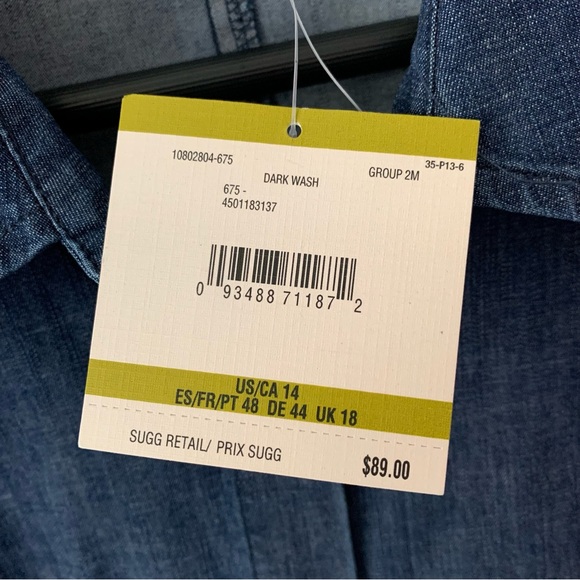 10802804-675
35-P13-6
DARK WASH
GROUP 2M
675 -
4501183137
0 93488 71187 2
US/CA 14
ES/FR/PT 48 DE 44 UK 18
SUGG RETAIL/ PRIX SUGG
$89.00